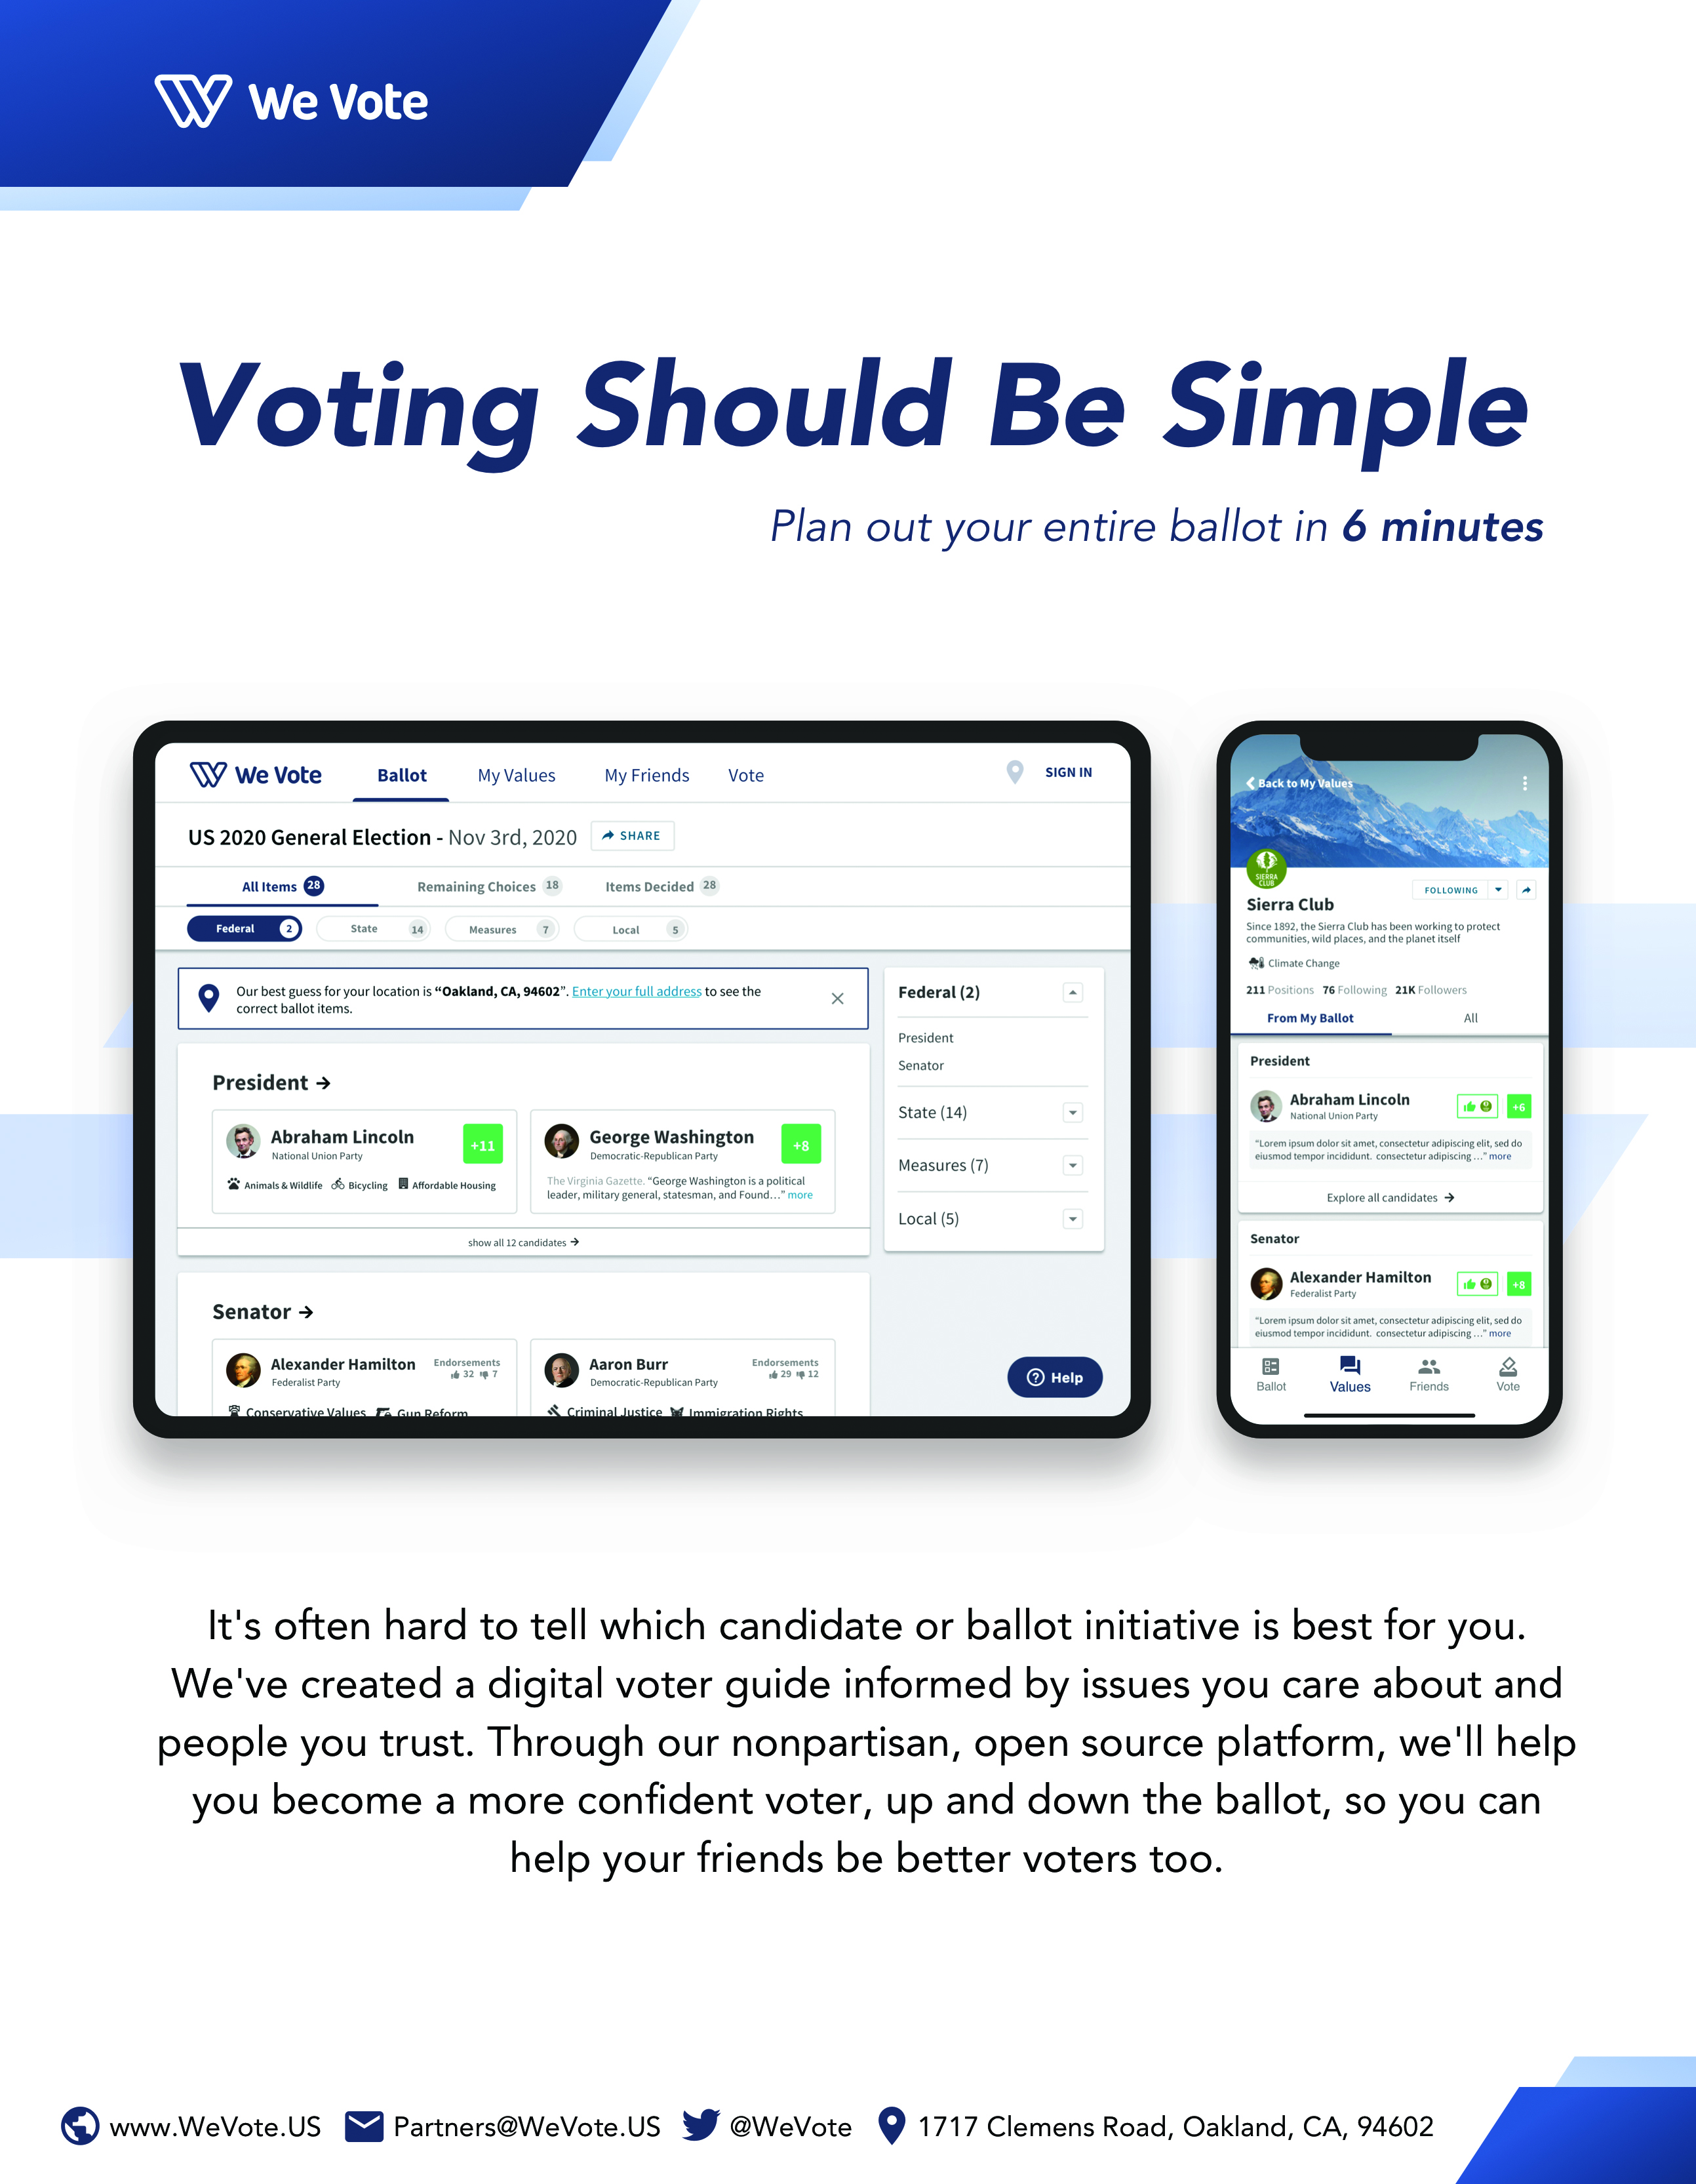 We Vote
Voting Should Be Simple
Plan out your entire ballot in 6 minutes
We Vote Ballot My Values My Friends Vote SIGN IN
US 2020 General Election - Nov 3rd, 2020 SHARE
All Items 28 Remaining Choices 18 Items Decided 28
Federal 2 State 14 Measures 7 Local 5
Our best guess for your location is “Oakland, CA, 94602”. Enter your full address to see the
correct ballot items.
President
Abraham Lincoln +11
National Union Party
Animals & Wildlife Bicycling Affordable Housing
George Washington +8
Democratic-Republican Party
The Virginia Gazette. “George Washington is a political
leader, military general, statesman, and Found...” more
show all 12 candidates
Senator
Alexander Hamilton Endorsements
Federalist Party 32 7
Conservative Values Gun Reform
Aaron Burr Endorsements
Democratic-Republican Party 29 12
Criminal Justice Immigration Rights
Federal (2)
President
Senator
State (14)
Measures (7)
Local (5)
Help
Back to My Values
SIERRA
CLUB
FOLLOWING
Sierra Club
Since 1892, the Sierra Club has been working to protect
communities, wild places, and the planet itself
Climate Change
211 Positions 76 Following 21K Followers
From My Ballot All
President
Abraham Lincoln +6
National Union Party
“Lorem ipsum dolor sit amet, consectetur adipiscing elit, sed do
eiusmod tempor incididunt. consectetur adipiscing ...” more
Explore all candidates
Senator
Alexander Hamilton +8
Federalist Party
“Lorem ipsum dolor sit amet, consectetur adipiscing elit, sed do
eiusmod tempor incididunt. consectetur adipiscing ...” more
Ballot Values Friends Vote
It's often hard to tell which candidate or ballot initiative is best for you.
We've created a digital voter guide informed by issues you care about and
people you trust. Through our nonpartisan, open source platform, we'll help
you become a more confident voter, up and down the ballot, so you can
help your friends be better voters too.
www.WeVote.US Partners@WeVote.US @WeVote 1717 Clemens Road, Oakland, CA, 94602